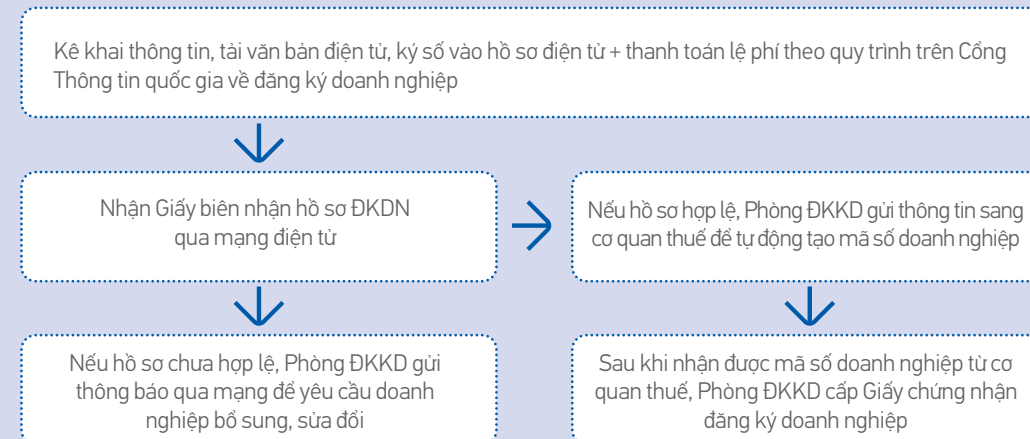 Kê khai thông tin, tải văn bản điện tử, ký số vào hồ sơ điện tử + thanh toán lệ phí theo quy trình trên Cổng
Thông tin quốc gia về đăng ký doanh nghiệp
Nhận Giấy biên nhận hồ sơ ĐKDN
qua mạng điện tử
Nếu hồ sơ hợp lệ, Phòng ĐKKD gửi thông tin sang
cơ quan thuế để tự động tạo mã số doanh nghiệp
Nếu hồ sơ chưa hợp lệ, Phòng ĐKKD gửi
thông báo qua mạng để yêu cầu doanh
nghiệp bổ sung, sửa đổi
Sau khi nhận được mã số doanh nghiệp từ cơ
quan thuế, Phòng ĐKKD cấp Giấy chứng nhận
đăng ký doanh nghiệp